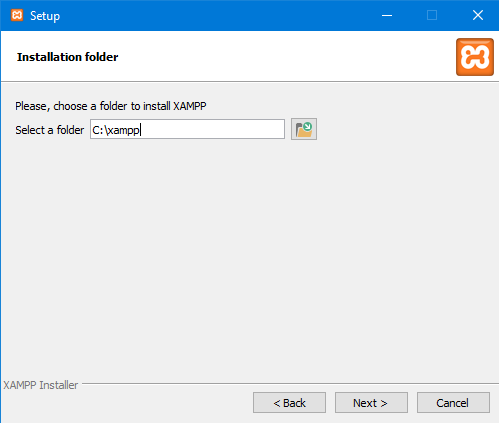 Setup
Installation folder
Please, choose a folder to install XAMPP
Select a folder C:\xampp
XAMPP Installer
< Back Next > Cancel